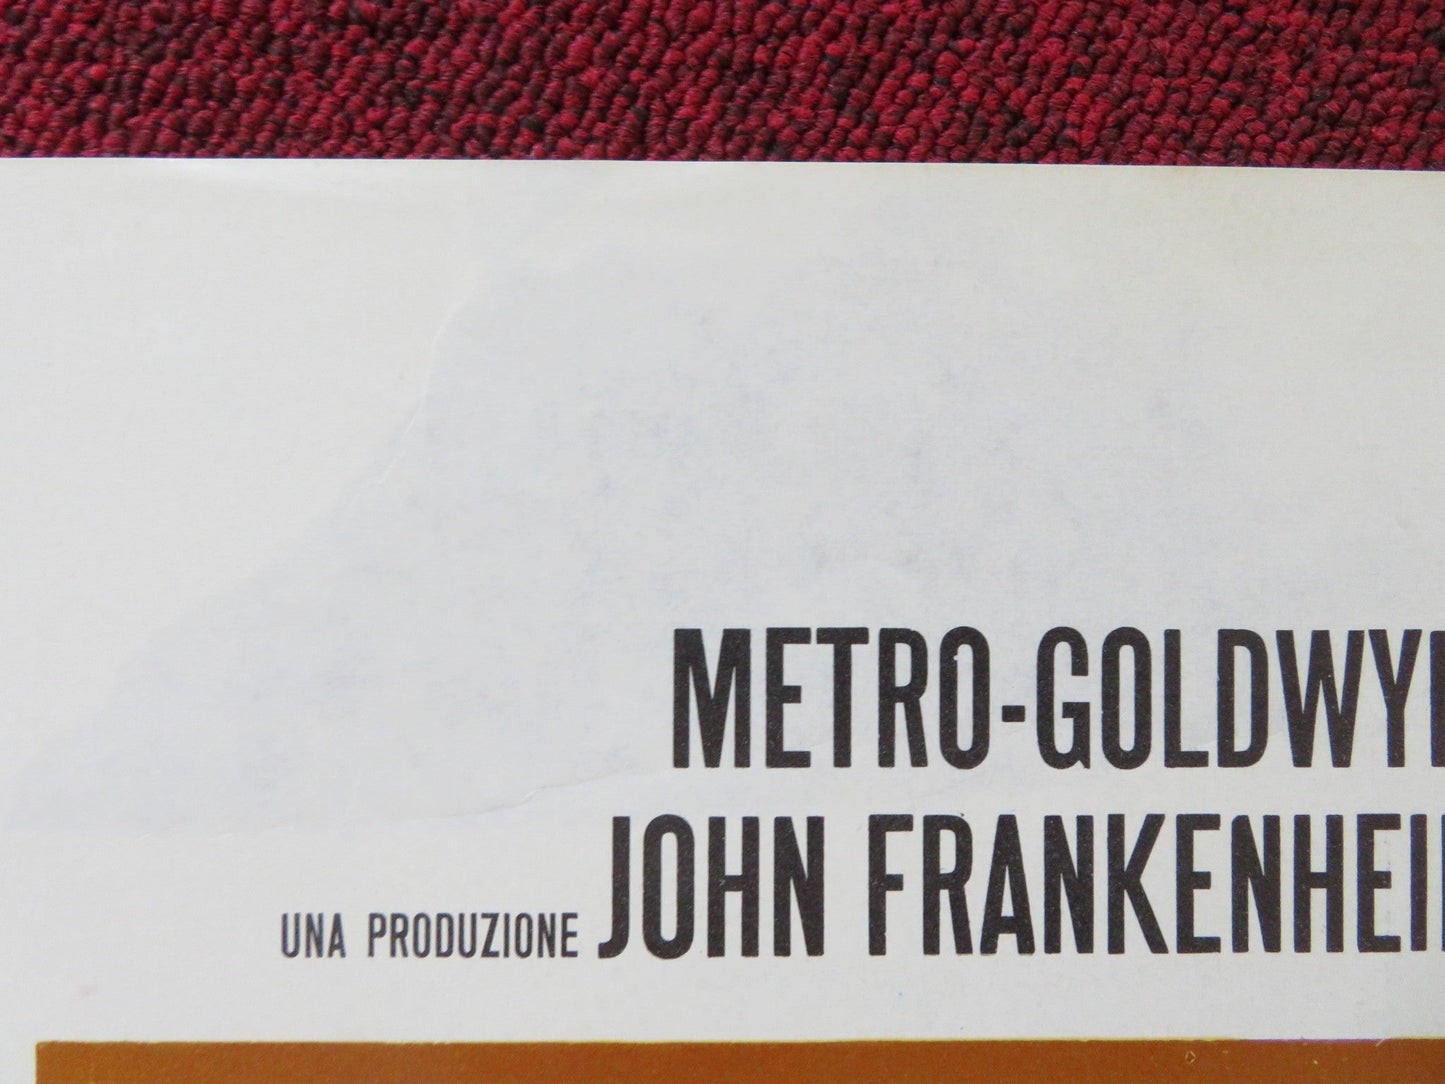 METRO-GOLDWY
UNA PRODUZIONE JOHN FRANKENHEI